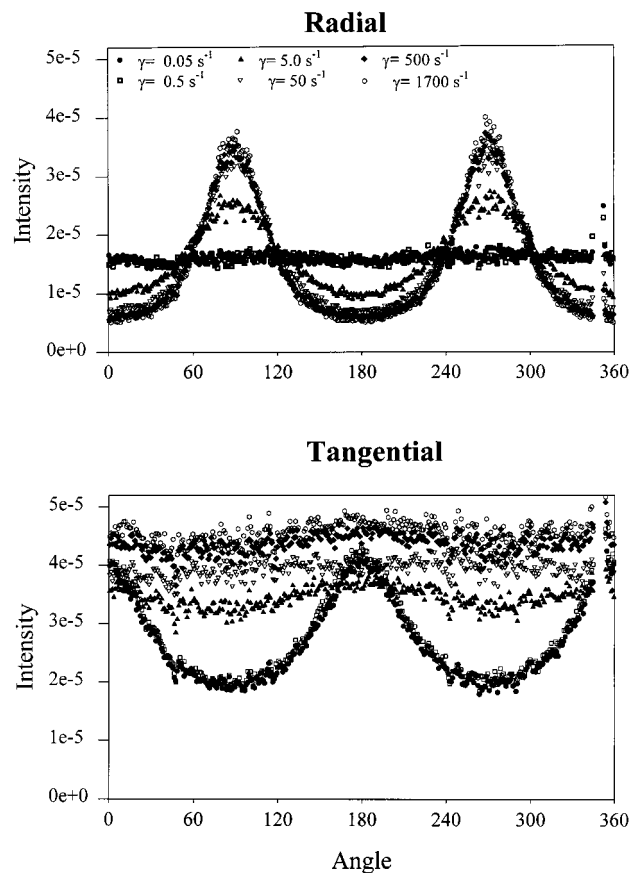 Radial
5e-5
4e-5
3e-5
2e-5
1e-5
0e+0
Intensity
γ= 0.05 s⁻¹ γ= 5.0 s⁻¹ γ= 500 s⁻¹
γ= 0.5 s⁻¹ γ= 50 s⁻¹ γ= 1700 s⁻¹
0 60 120 180 240 300 360
Tangential
5e-5
4e-5
3e-5
2e-5
1e-5
0e+0
Intensity
0 60 120 180 240 300 360
Angle